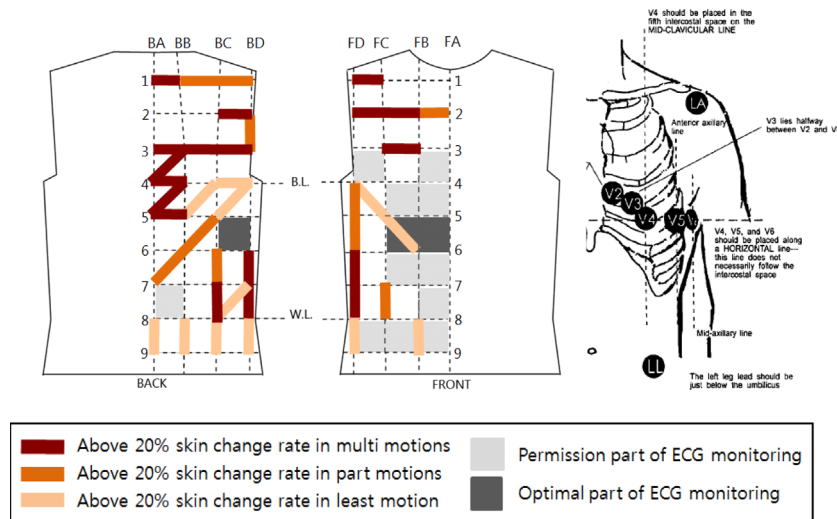 BA BB BC BD
FD FC FB FA
1 1
2 2
3 3
4 B.L. 4
5 5
6 6
7 7
8 W.L. 8
9 9
BACK
FRONT
V4 should be placed in the
fifth intercostal space on the
MID-CLAVICULAR LINE
LA
Anterior axillary
line
V3 lies halfway
between V2 and V
V2
V3
V4
V5
V
V4, V5, and V6
should be placed along
a HORIZONTAL line—
this line does not
necessarily follow the
intercostal space
Mid-axillary line
LL
The left leg lead should be
just below the umbilicus
Above 20% skin change rate in multi motions
Above 20% skin change rate in part motions
Above 20% skin change rate in least motion
Permission part of ECG monitoring
Optimal part of ECG monitoring